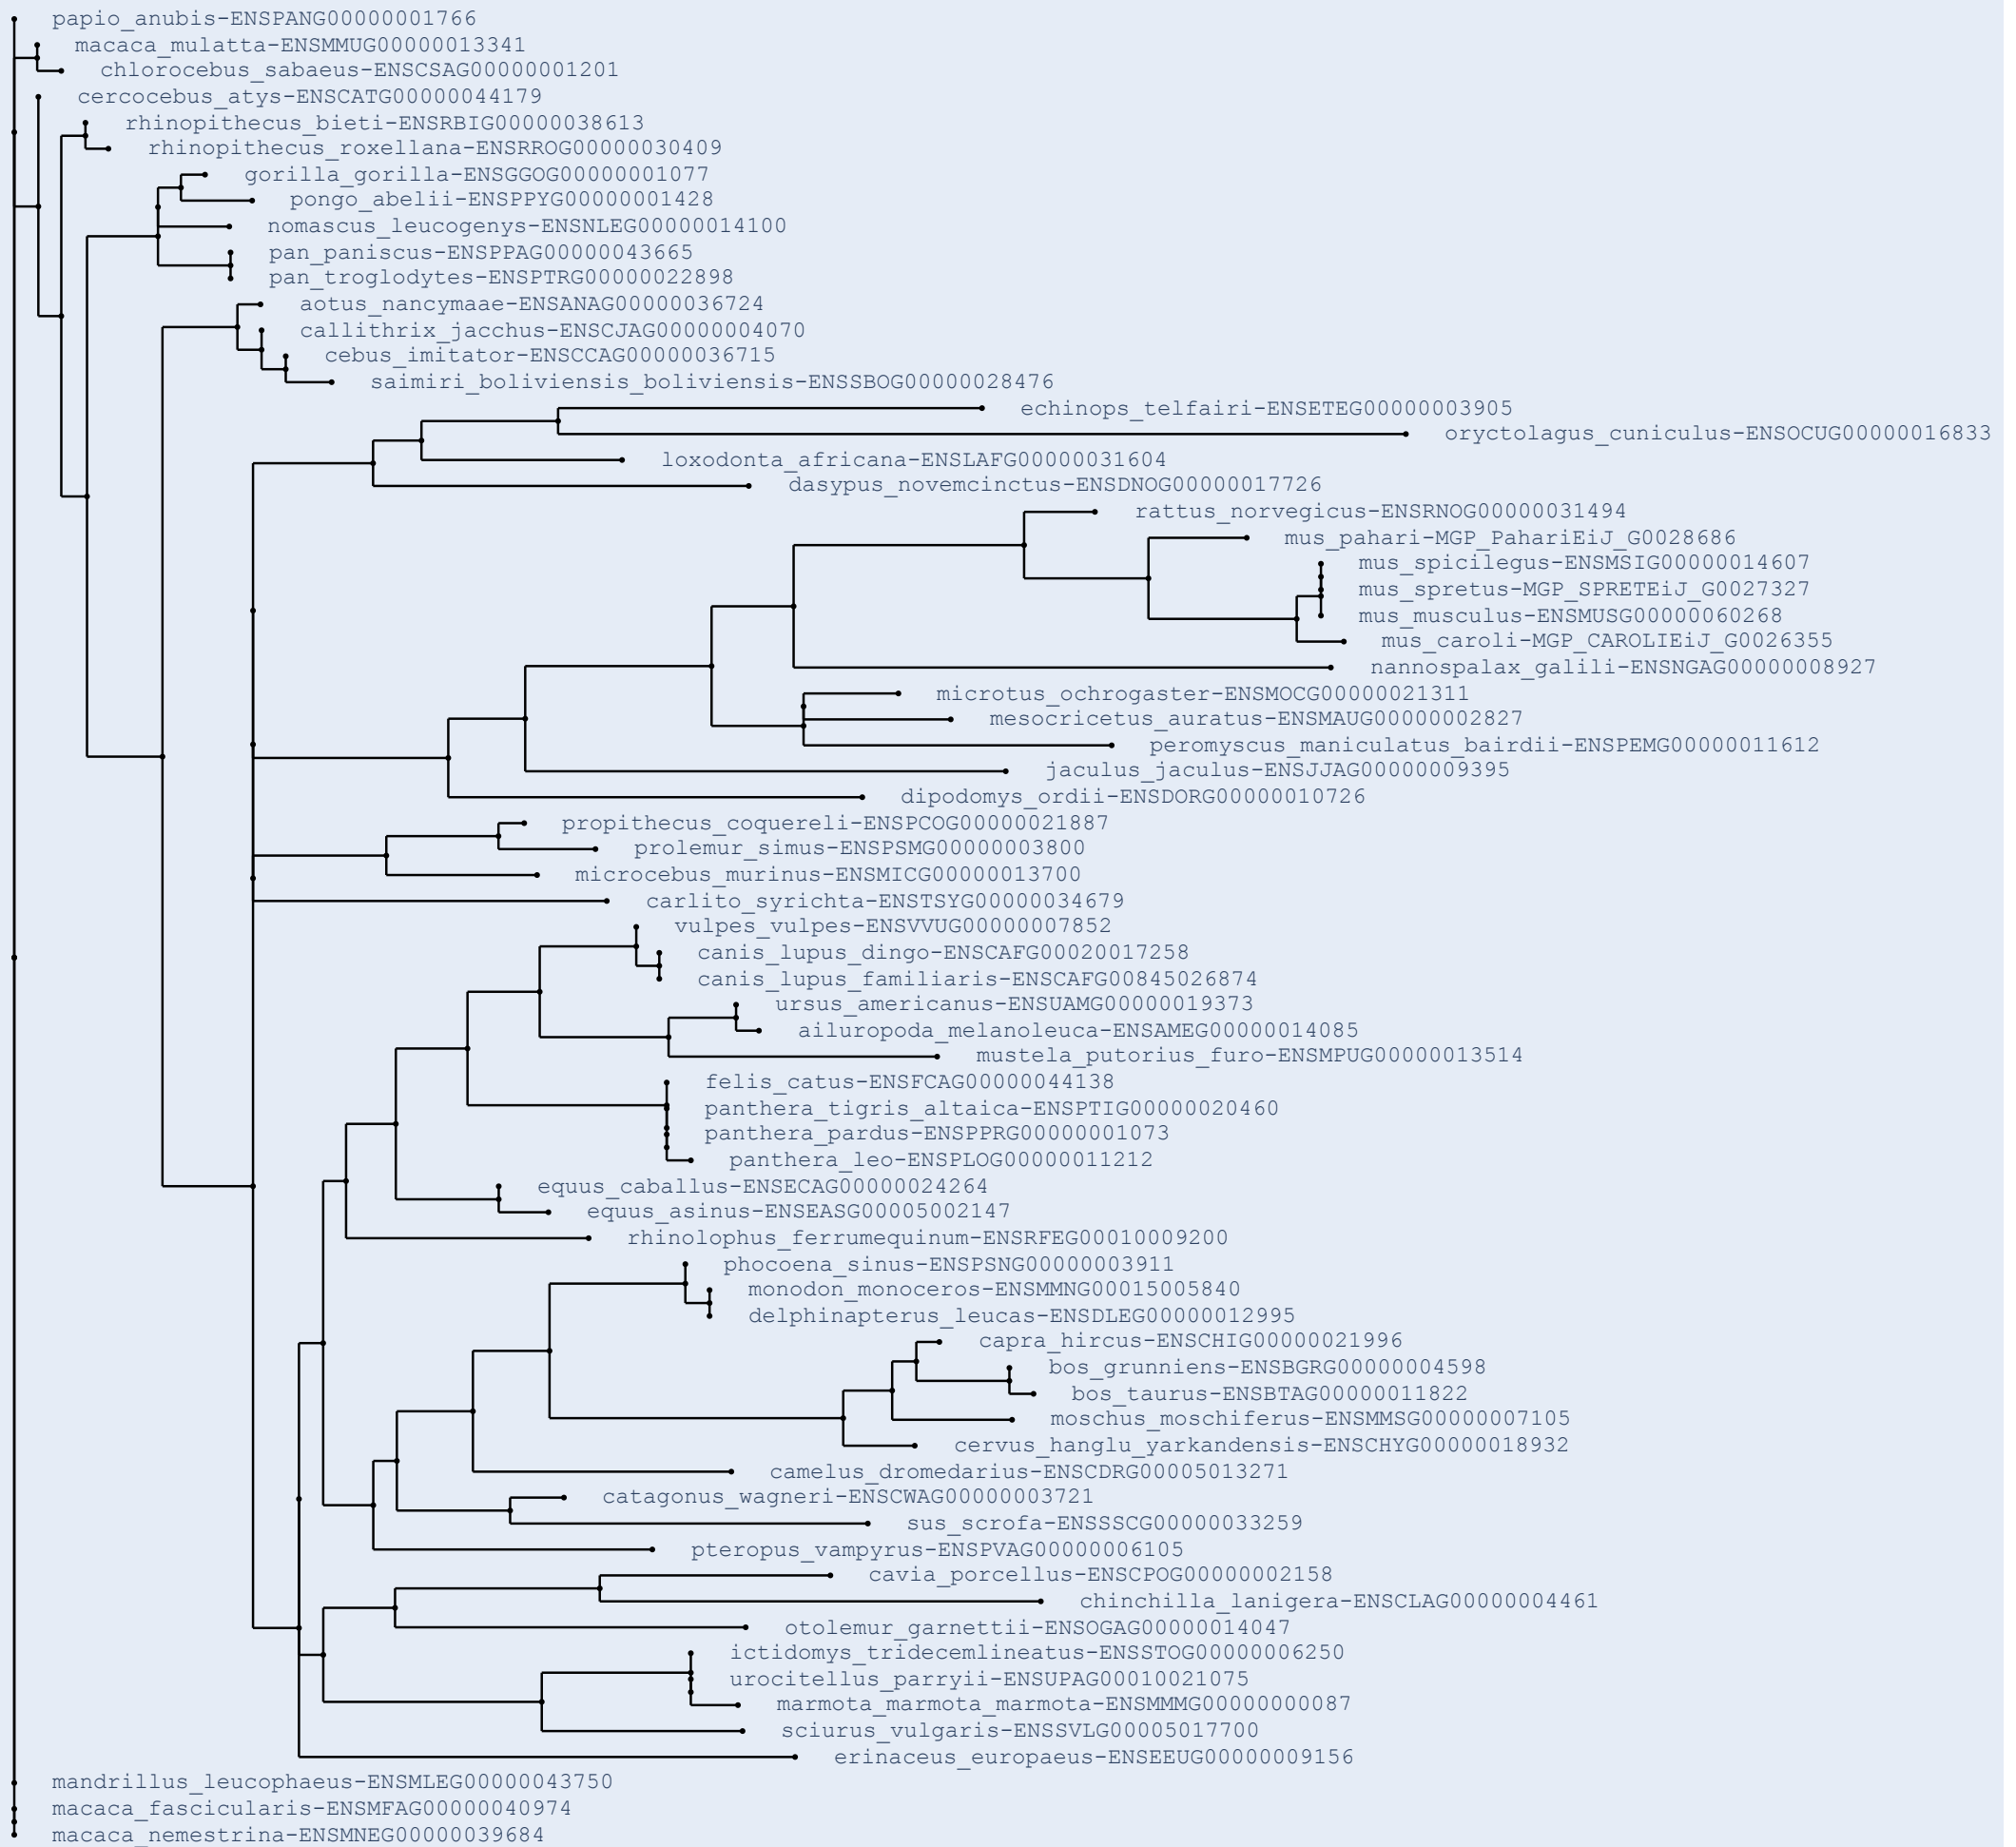 papio_anubis-ENSPANG00000001766
macaca_mulatta-ENSMMUG00000013341
chlorocebus_sabaeus-ENSCSAG00000001201
cercocebus_atys-ENSCATG00000044179
rhinopithecus_bieti-ENSRBIG00000038613
rhinopithecus_roxellana-ENSRROG00000030409
gorilla_gorilla-ENSGGOG00000001077
pongo_abelii-ENSPPYG00000001428
nomascus_leucogenys-ENSNLEG00000014100
pan_paniscus-ENSPPAG00000043665
pan_troglodytes-ENSPTRG00000022898
aotus_nancymaae-ENSANAG00000036724
callithrix_jacchus-ENSCJAG00000004070
cebus_imitator-ENSCCAG00000036715
saimiri_boliviensis_boliviensis-ENSSBOG00000028476
echinops_telfairi-ENSETEG00000003905
oryctolagus_cuniculus-ENSOCUG00000016833
loxodonta_africana-ENSLAFG00000031604
dasypus_novemcinctus-ENSDNOG00000017726
rattus_norvegicus-ENSRNOG00000031494
mus_pahari-MGP_PahariEiJ_G0028686
mus_spicilegus-ENSMSIG00000014607
mus_spretus-MGP_SPRETEiJ_G0027327
mus_musculus-ENSMUSG00000060268
mus_caroli-MGP_CAROLIEiJ_G0026355
nannospalax_galili-ENSNGAG00000008927
microtus_ochrogaster-ENSMOCG00000021311
mesocricetus_auratus-ENSMAUG00000002827
peromyscus_maniculatus_bairdii-ENSPEMG00000011612
jaculus_jaculus-ENSJJAG00000009395
dipodomys_ordii-ENSDORG00000010726
propithecus_coquereli-ENSPCOG00000021887
prolemur_simus-ENSPSMG00000003800
microcebus_murinus-ENSMICG00000013700
carlito_syrichta-ENSTSYG00000034679
vulpes_vulpes-ENSVVUG00000007852
canis_lupus_dingo-ENSCAFG00020017258
canis_lupus_familiaris-ENSCAFG00845026874
ursus_americanus-ENSUAMG00000019373
ailuropoda_melanoleuca-ENSAMEG00000014085
mustela_putorius_furo-ENSMPUG00000013514
felis_catus-ENSFCAG00000044138
panthera_tigris_altaica-ENSPTIG00000020460
panthera_pardus-ENSPPRG00000001073
panthera_leo-ENSPLOG00000011212
equus_caballus-ENSECAG00000024264
equus_asinus-ENSEASG00005002147
rhinolophus_ferrumequinum-ENSRFEG00010009200
phocoena_sinus-ENSPSNG00000003911
monodon_monoceros-ENSMMNG00015005840
delphinapterus_leucas-ENSDLEG00000012995
capra_hircus-ENSCHIG00000021996
bos_grunniens-ENSBGRG00000004598
bos_taurus-ENSBTAG00000011822
moschus_moschiferus-ENSMMSG00000007105
cervus_hanglu_yarkandensis-ENSCHYG00000018932
camelus_dromedarius-ENSCDRG00005013271
catagonus_wagneri-ENSCWAG00000003721
sus_scrofa-ENSSSCG00000033259
pteropus_vampyrus-ENSPVAG00000006105
cavia_porcellus-ENSCPOG00000002158
chinchilla_lanigera-ENSCLAG00000004461
otolemur_garnettii-ENSOGAG00000014047
ictidomys_tridecemlineatus-ENSSTOG00000006250
urocitellus_parryii-ENSUPAG00010021075
marmota_marmota_marmota-ENSMMMG00000000087
sciurus_vulgaris-ENSSVLG00005017700
erinaceus_europaeus-ENSEEUG00000009156
mandrillus_leucophaeus-ENSMLEG00000043750
macaca_fascicularis-ENSMFAG00000040974
macaca_nemestrina-ENSMNEG00000039684